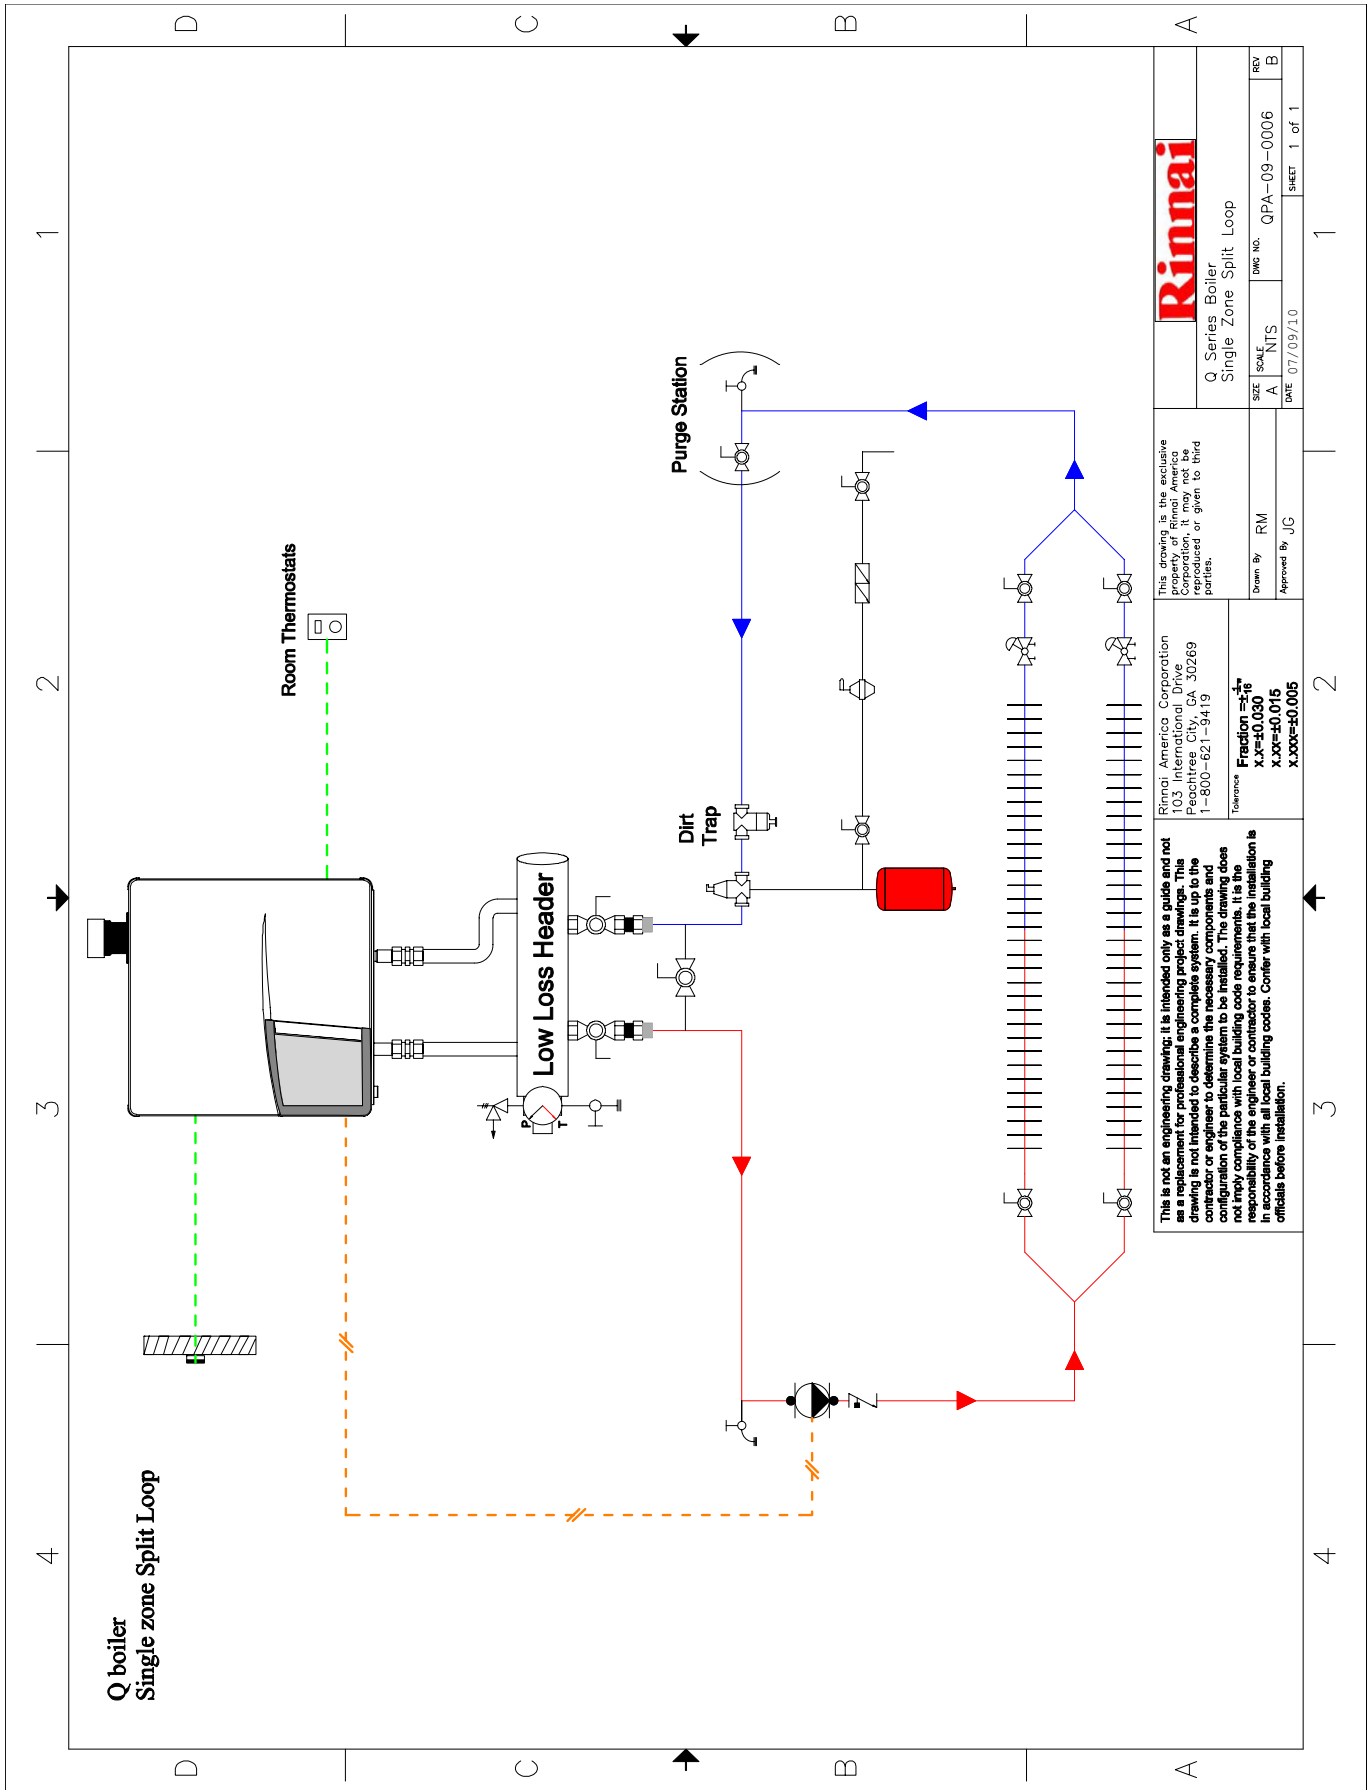 D
C
B
A
1
2
3
4
1
2
3
4
D
C
B
A
Q boiler
Single zone Split Loop
Room Thermostats
Low Loss Header
P
T
Dirt
Trap
Purge Station
This is not an engineering drawing; it is intended only as a guide and not
as a replacement for professional engineering project drawings. This
drawing is not intended to describe a complete system. It is up to the
contractor or engineer to determine the necessary components and
configuration of the particular system to be installed. The drawing does
not imply compliance with local building code requirements. It is the
responsibility of the engineer or contractor to ensure that the installation is
in accordance with all local building codes. Confer with local building
officials before installation.
Rinnai America Corporation
103 International Drive
Peachtree City, GA 30269
1-800-621-9419
Tolerance
Fraction =±1/16"
X.X=±0.030
X.XX=±0.015
X.XXX=±0.005
This drawing is the exclusive
property of Rinnai America
Corporation, it may not be
reproduced or given to third
parties.
Drawn By RM
Approved By JG
Rinnai
Q Series Boiler
Single Zone Split Loop
SIZE A
SCALE NTS
DWG NO. QPA-09-0006
REV B
DATE 07/09/10
SHEET 1 of 1